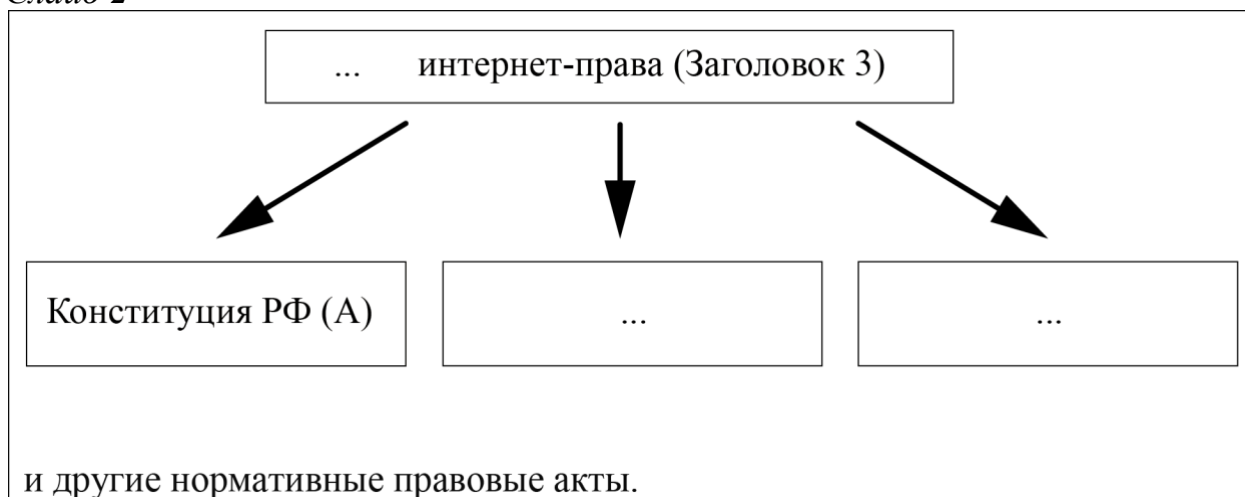 ... интернет-права (Заголовок 3)
Конституция РФ (А)
...
...
и другие нормативные правовые акты.